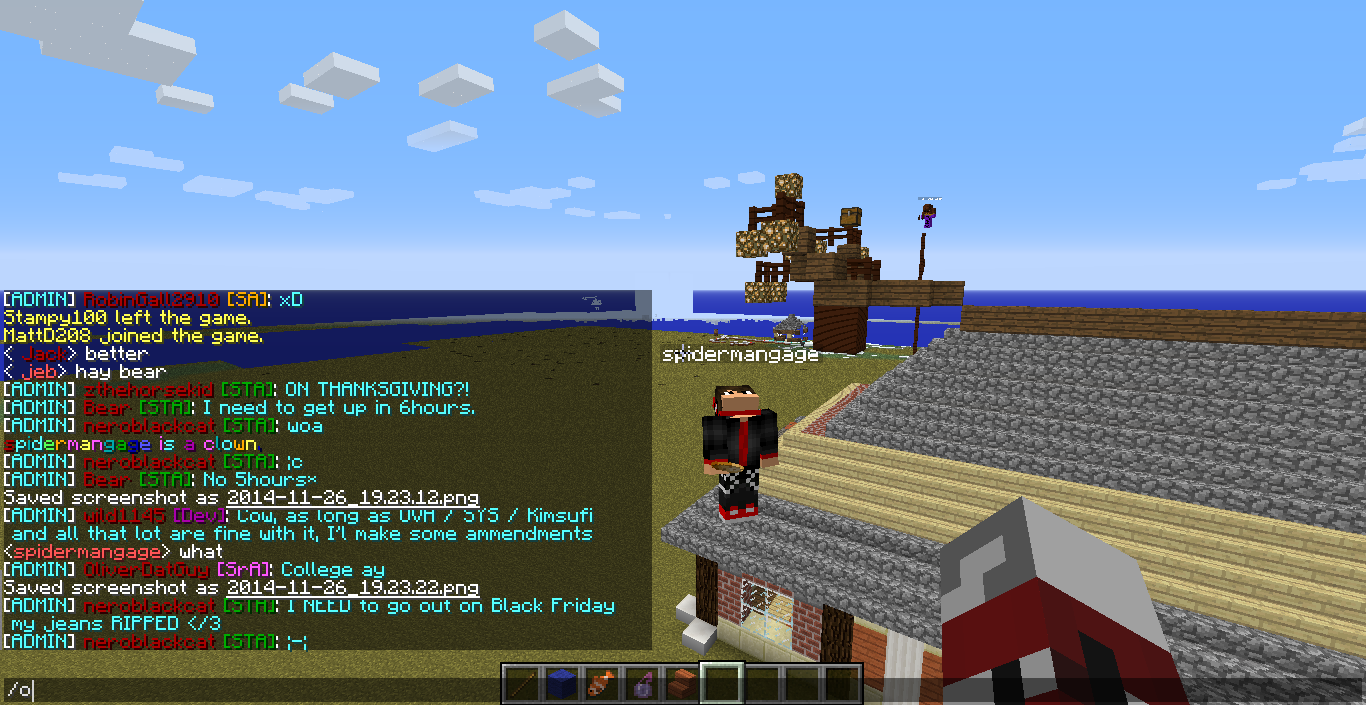 [ADMIN] RobinGall2910 [SA]: xD
Stampy100 left the game.
MattD208 joined the game.
< Jack> better
< jeb> hay bear
[ADMIN] zthehorsekid [STA]: ON THANKSGIVING?!
[ADMIN] Bear [STA]: I need to get up in 6hours.
[ADMIN] neroblackcat [STA]: woa
spidermangage is a clown.
[ADMIN] neroblackcat [STA]: ;c
[ADMIN] Bear [STA]: No 5hours*
Saved screenshot as 2014-11-26_19.23.12.png
[ADMIN] wild1145 [Dev]: Cow, as long as OVH / SYS / Kimsufi
and all that lot are fine with it, I'l make some ammendments
<spidermangage> what
[ADMIN] OliverDatGuy [SrA]: College ay
Saved screenshot as 2014-11-26_19.23.22.png
[ADMIN] neroblackcat [STA]: I NEED to go out on Black Friday
my jeans RIPPED </3
[ADMIN] neroblackcat [STA]: ;-;
spidermangage
/o